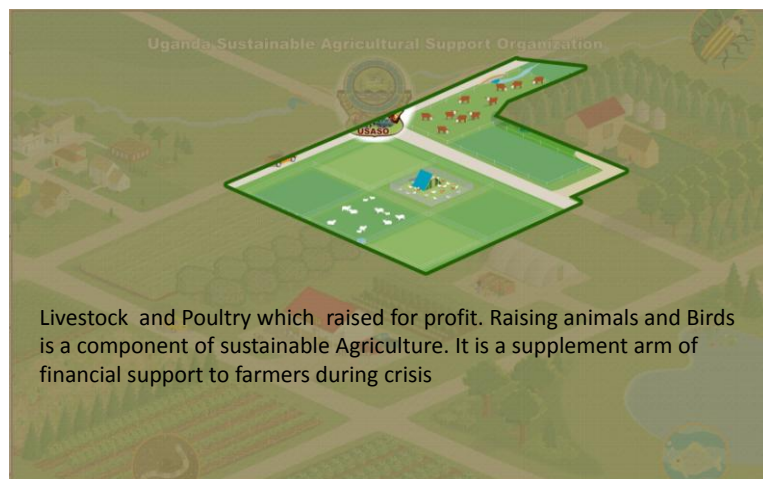 Uganda Sustainable Agricultural Support Organization
USASO
Livestock and Poultry which raised for profit. Raising animals and Birds
is a component of sustainable Agriculture. It is a supplement arm of
financial support to farmers during crisis